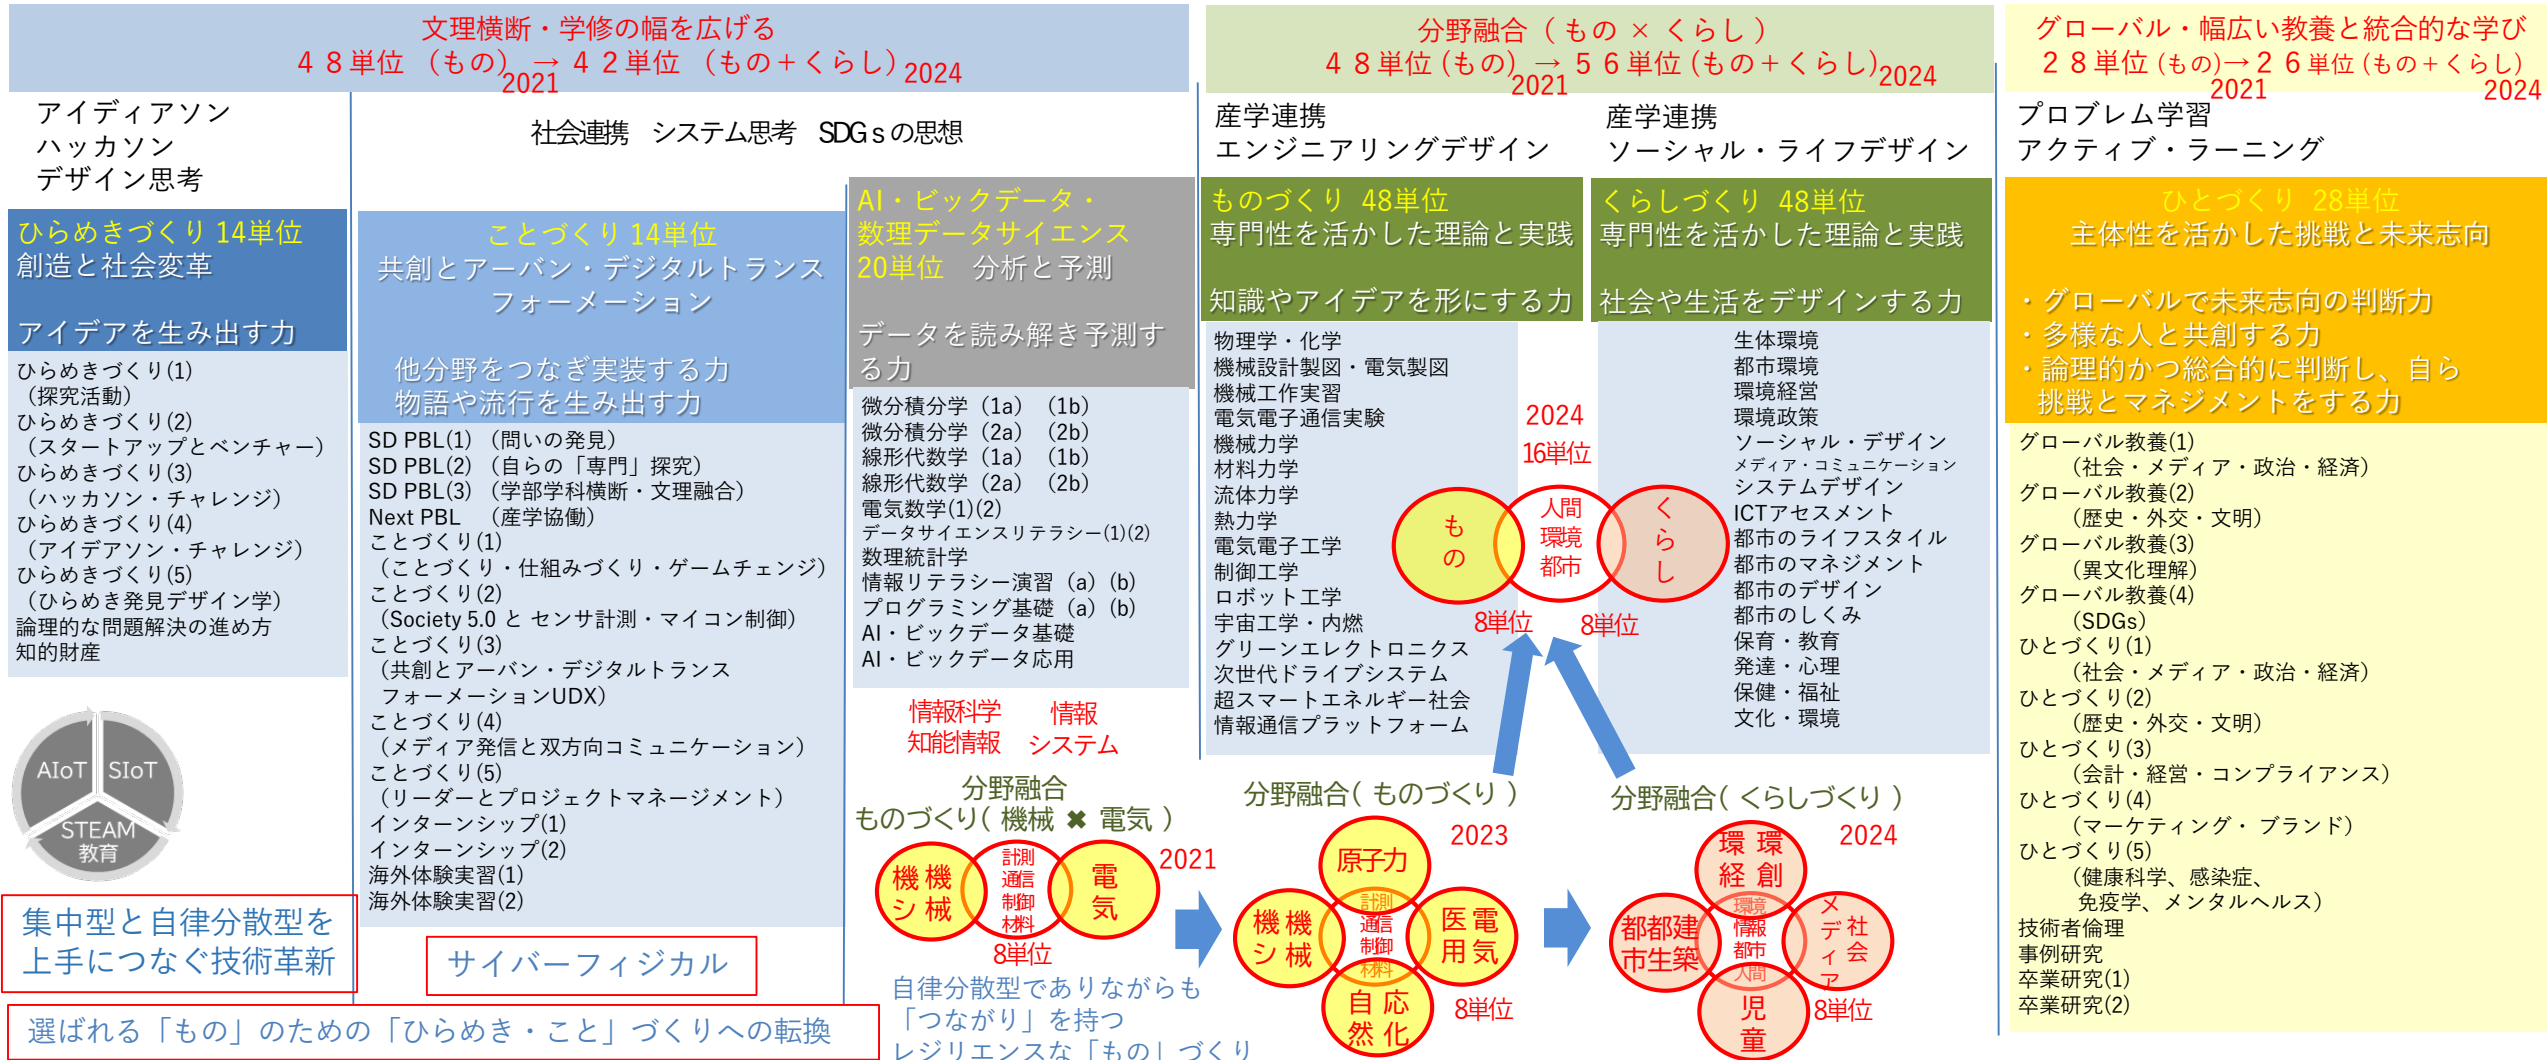 文理横断・学修の幅を広げる
４８単位 （もの）2021 → ４２単位 （もの＋くらし）2024
分野融合（ もの × くらし ）
４８単位(もの)2021 → ５６単位(もの＋くらし)2024
グローバル・幅広い教養と統合的な学び
２８単位(もの)2021→２６単位(もの＋くらし)2024
アイディアソン
ハッカソン
デザイン思考
社会連携　システム思考　SDGｓの思想
産学連携
エンジニアリングデザイン
産学連携
ソーシャル・ライフデザイン
プロブレム学習
アクティブ・ラーニング
ひらめきづくり 14単位
創造と社会変革
アイデアを生み出す力
ひらめきづくり(1)
（探究活動）
ひらめきづくり(2)
（スタートアップとベンチャー）
ひらめきづくり(3)
（ハッカソン・チャレンジ）
ひらめきづくり(4)
（アイデアソン・チャレンジ）
ひらめきづくり(5)
（ひらめき発見デザイン学）
論理的な問題解決の進め方
知的財産
AIoT
SIoT
STEAM
教育
集中型と自律分散型を
上手につなぐ技術革新
ことづくり 14単位
共創とアーバン・デジタルトランス
フォーメーション
他分野をつなぎ実装する力
物語や流行を生み出す力
SD PBL(1) （問いの発見）
SD PBL(2) （自らの「専門」探究）
SD PBL(3) （学部学科横断・文理融合）
Next PBL （産学協働）
ことづくり(1)
（ことづくり・仕組みづくり・ゲームチェンジ）
ことづくり(2)
（Society 5.0 と センサ計測・マイコン制御）
ことづくり(3)
（共創とアーバン・デジタルトランス
フォーメーションUDX）
ことづくり(4)
（メディア発信と双方向コミュニケーション）
ことづくり(5)
（リーダーとプロジェクトマネージメント）
インターンシップ(1)
インターンシップ(2)
海外体験実習(1)
海外体験実習(2)
サイバーフィジカル
選ばれる「もの」のための「ひらめき・こと」づくりへの転換
AI・ビックデータ・
数理データサイエンス
20単位　分析と予測
データを読み解き予測す
る力
微分積分学（1a）（1b）
微分積分学（2a）（2b）
線形代数学（1a）（1b）
線形代数学（2a）（2b）
電気数学(1)(2)
データサイエンスリテラシー(1)(2)
数理統計学
情報リテラシー演習（a）(b）
プログラミング基礎（a）(b）
AI・ビックデータ基礎
AI・ビックデータ応用
情報科学
知能情報
情報
システム
分野融合
ものづくり( 機械 ✖ 電気 )
2021
機シ
機械
計測
通信
制御
材料
電気
8単位
自律分散型でありながらも
「つながり」を持つ
レジリエンスな「もの」づくり
ものづくり 48単位
専門性を活かした理論と実践
知識やアイデアを形にする力
物理学・化学
機械設計製図・電気製図
機械工作実習
電気電子通信実験
機械力学
材料力学
流体力学
熱力学
電気電子工学
制御工学
ロボット工学
宇宙工学・内燃
グリーンエレクトロニクス
次世代ドライブシステム
超スマートエネルギー社会
情報通信プラットフォーム
くらしづくり 48単位
専門性を活かした理論と実践
社会や生活をデザインする力
生体環境
都市環境
環境経営
環境政策
ソーシャル・デザイン
メディア・コミュニケーション
システムデザイン
ICTアセスメント
都市のライフスタイル
都市のマネジメント
都市のデザイン
都市のしくみ
保育・教育
発達・心理
保健・福祉
文化・環境
2024
16単位
もの
人間
環境
都市
くらし
8単位
8単位
分野融合( ものづくり )
2023
原子力
機シ
機械
計測
通信
制御
材料
医用
電気
自然
応化
8単位
分野融合( くらしづくり )
2024
環経
環創
都市
都生
建築
環境
情報
都市
人間
メディア
社会
児童
8単位
ひとづくり 28単位
主体性を活かした挑戦と未来志向
・グローバルで未来志向の判断力
・多様な人と共創する力
・論理的かつ総合的に判断し、自ら
挑戦とマネジメントをする力
グローバル教養(1)
（社会・メディア・政治・経済）
グローバル教養(2)
（歴史・外交・文明）
グローバル教養(3)
（異文化理解）
グローバル教養(4)
（SDGs）
ひとづくり(1)
（社会・メディア・政治・経済）
ひとづくり(2)
（歴史・外交・文明）
ひとづくり(3)
（会計・経営・コンプライアンス）
ひとづくり(4)
（マーケティング・ ブランド）
ひとづくり(5)
（健康科学、感染症、
免疫学、メンタルヘルス）
技術者倫理
事例研究
卒業研究(1)
卒業研究(2)